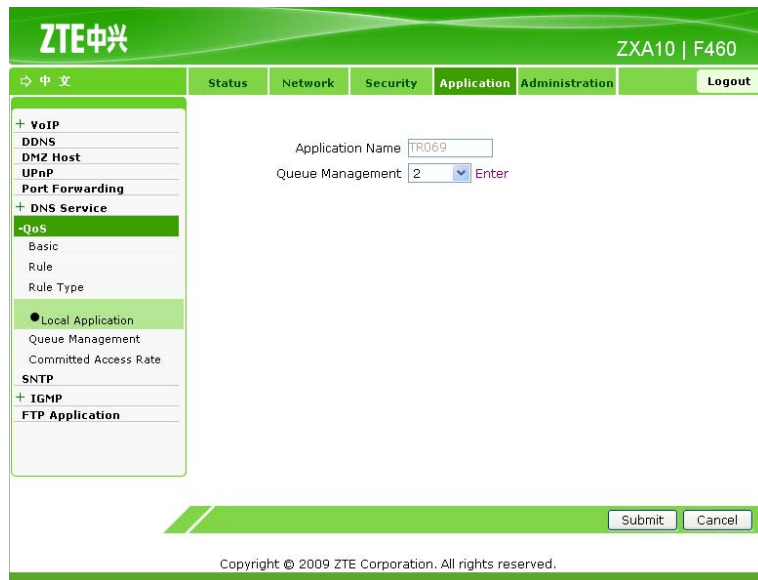 ZTE中兴
ZXA10 | F460
中 文
Status Network Security Application Administration Logout
+ VoIP
DDNS
DMZ Host
UPnP
Port Forwarding
+ DNS Service
-QoS
Basic
Rule
Rule Type
Local Application
Queue Management
Committed Access Rate
SNTP
+ IGMP
FTP Application
Application Name TR069
Queue Management 2 Enter
Submit Cancel
Copyright © 2009 ZTE Corporation. All rights reserved.